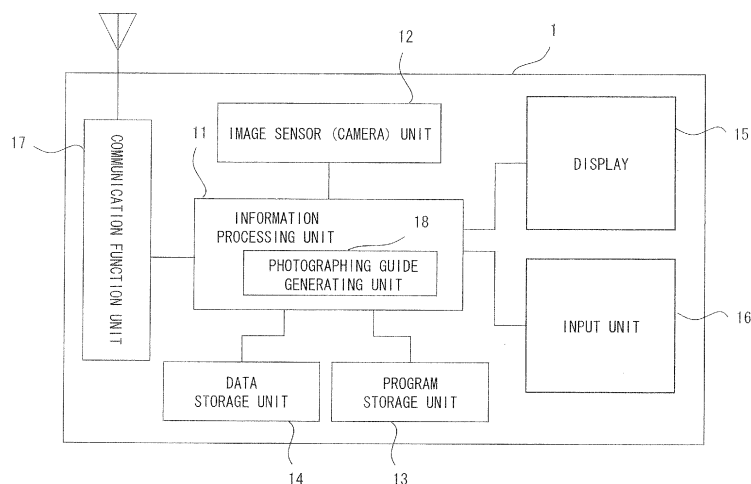 1
12
IMAGE SENSOR (CAMERA) UNIT
17
COMMUNICATION FUNCTION UNIT
11
INFORMATION
PROCESSING UNIT
18
PHOTOGRAPHING GUIDE
GENERATING UNIT
DISPLAY
15
INPUT UNIT
16
DATA
STORAGE UNIT
14
PROGRAM
STORAGE UNIT
13